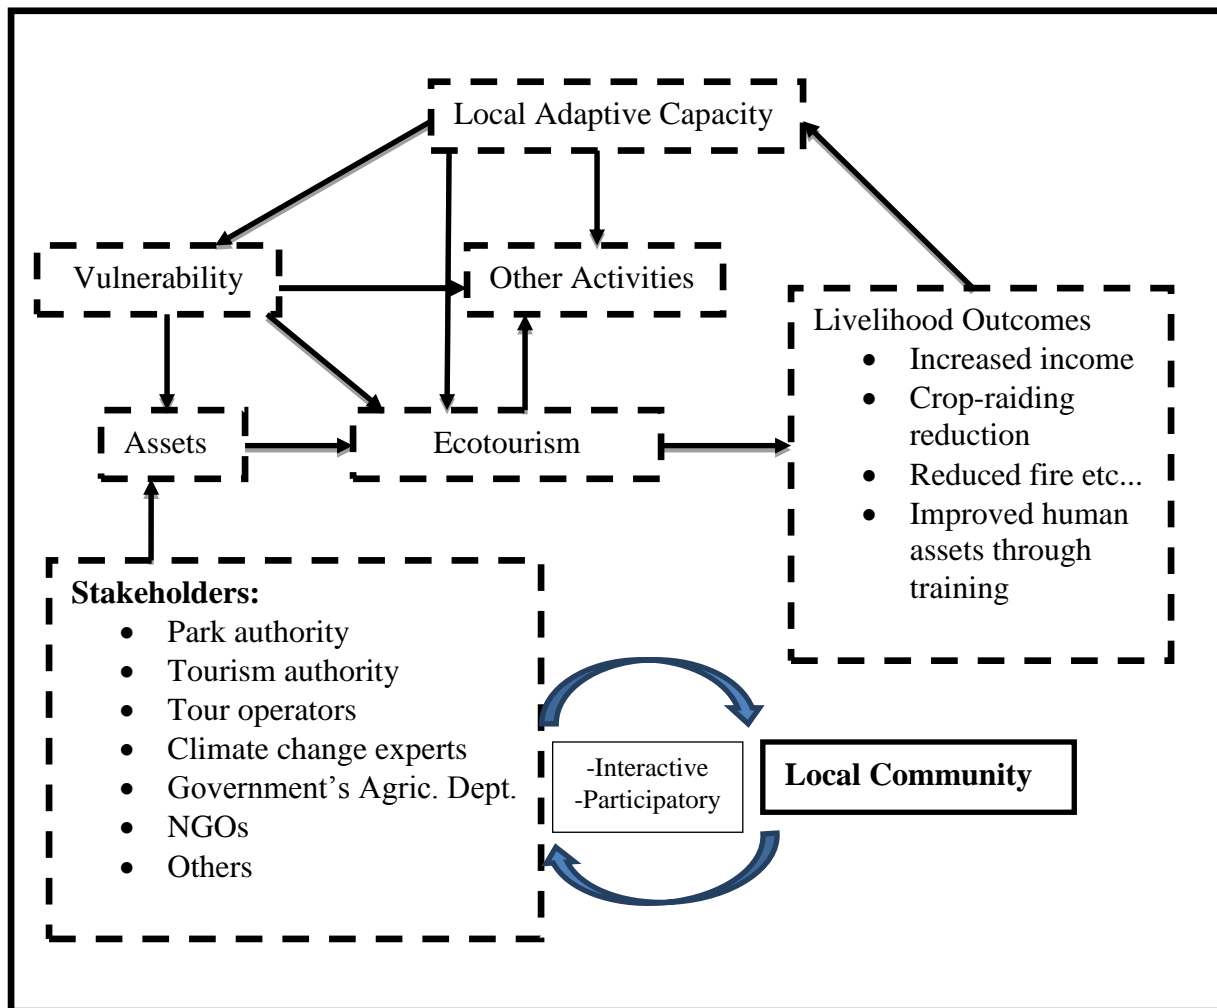 Local Adaptive Capacity
Vulnerability
Other Activities
Livelihood Outcomes
• Increased income
• Crop-raiding
reduction
• Reduced fire etc...
• Improved human
assets through
training
Assets
Ecotourism
Stakeholders:
• Park authority
• Tourism authority
• Tour operators
• Climate change experts
• Government’s Agric. Dept.
• NGOs
• Others
-Interactive
-Participatory
Local Community